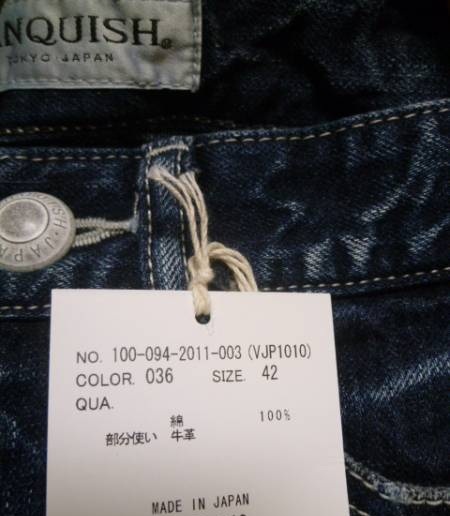 NQUISH®
TOKYO JAPAN
NO. 100-094-2011-003 (VJP1010)
COLOR. 036 SIZE. 42
QUA.
綿 100%
部分使い 牛革
MADE IN JAPAN